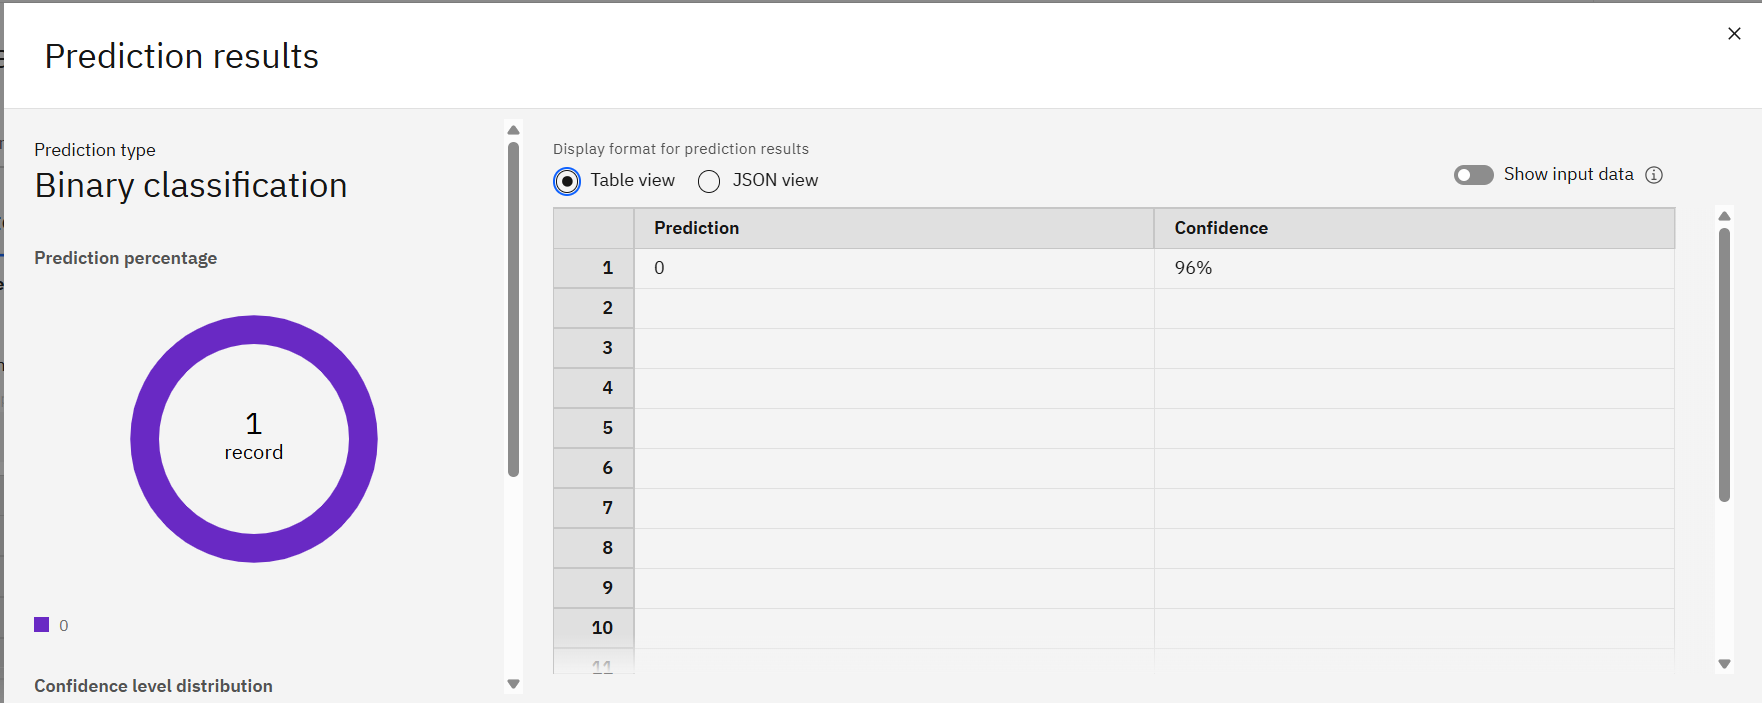 Prediction results
Prediction type
Binary classification
Prediction percentage
1
record
0
Confidence level distribution
Display format for prediction results
Table view JSON view
Show input data
Prediction Confidence
1 0 96%
2
3
4
5
6
7
8
9
10
11